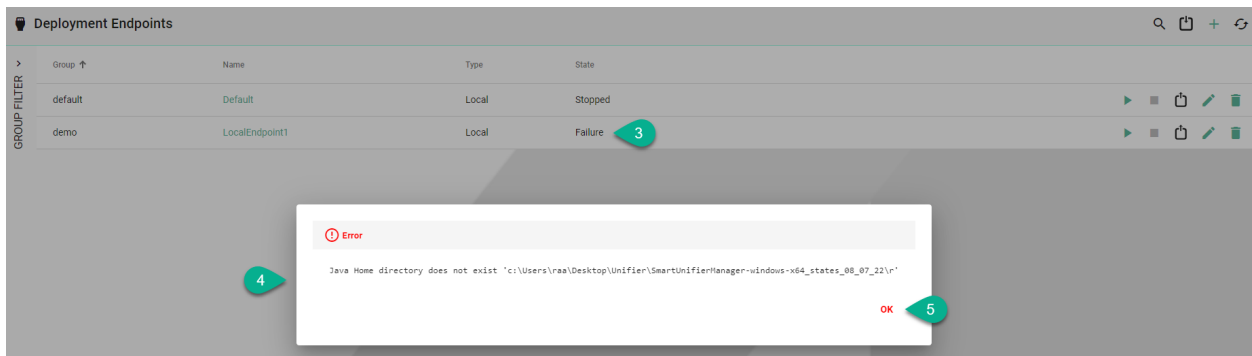 Deployment Endpoints
GROUP FILTER
Group Name Type State
default Default Local Stopped
demo LocalEndpoint1 Local Failure 3
Error
4 Java Home directory does not exist 'c:\Users\raa\Desktop\Unifier\SmartUnifierManager-windows-x64_states_08_07_22\r'
OK 5